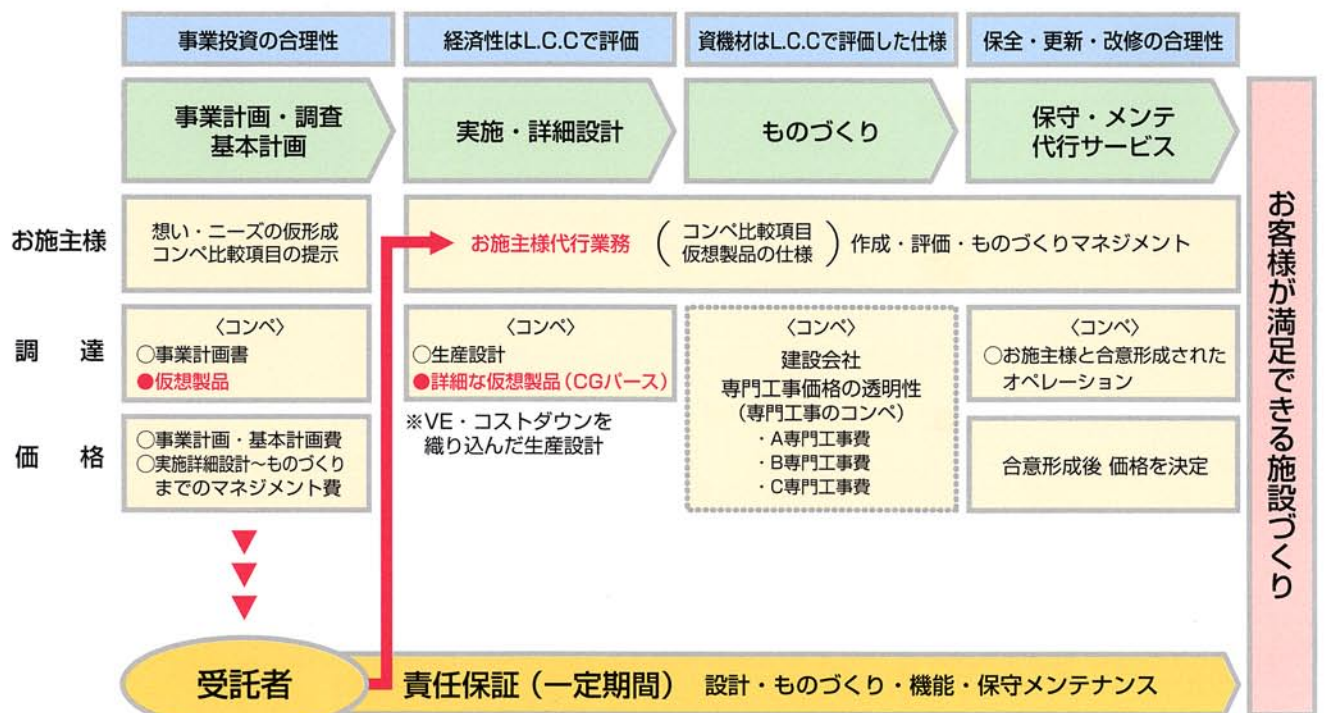 事業投資の合理性
経済性はL.C.Cで評価
資機材はL.C.Cで評価した仕様
保全・更新・改修の合理性
事業計画・調査
基本計画
実施・詳細設計
ものづくり
保守・メンテ
代行サービス
お施主様
想い・ニーズの仮形成
コンペ比較項目の提示
お施主様代行業務
コンペ比較項目
仮想製品の仕様
作成・評価・ものづくりマネジメント
調 達
〈コンペ〉
○事業計画書
●仮想製品
〈コンペ〉
○生産設計
●詳細な仮想製品(CGパース)
※VE・コストダウンを
織り込んだ生産設計
〈コンペ〉
建設会社
専門工事価格の透明性
(専門工事のコンペ)
・A専門工事費
・B専門工事費
・C専門工事費
〈コンペ〉
○お施主様と合意形成された
オペレーション
価 格
○事業計画・基本計画費
○実施詳細設計~ものづくり
までのマネジメント費
合意形成後 価格を決定
受託者
責任保証(一定期間) 設計・ものづくり・機能・保守メンテナンス
お客様が満足できる施設づくり